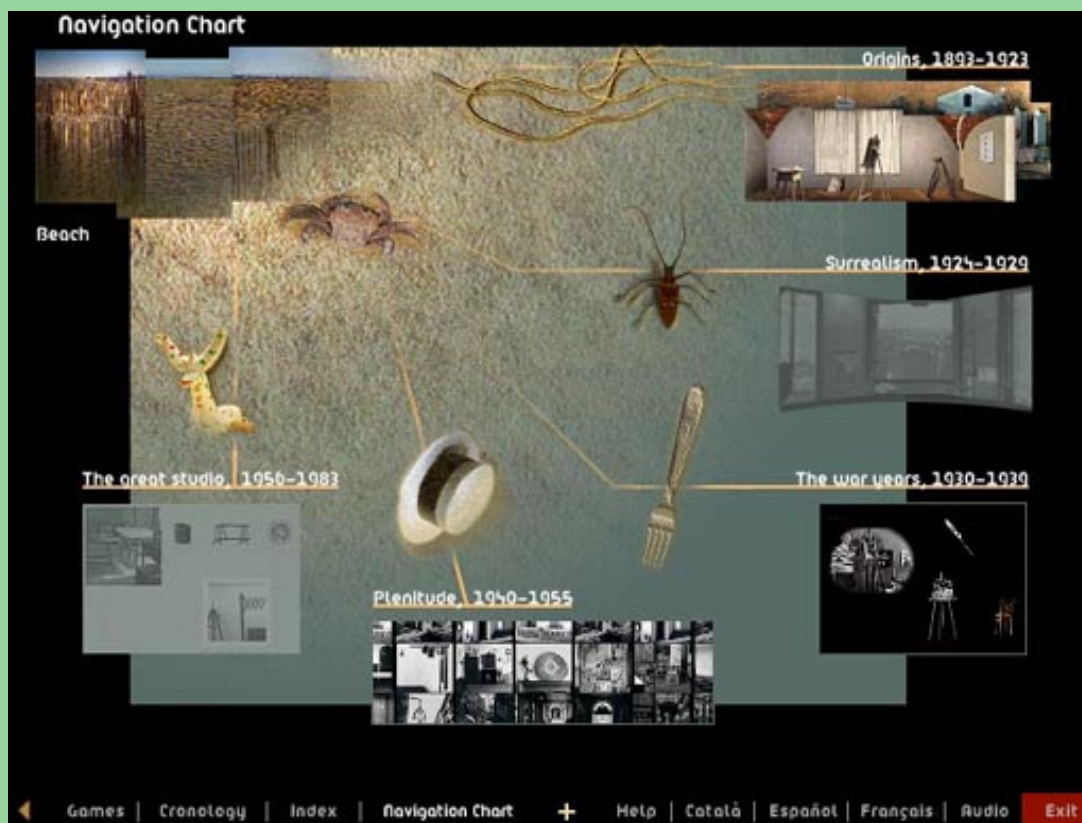 Navigation Chart
Origins, 1893-1923
Beach
Surrealism, 1924-1929
The great studio, 1956-1983
The war years, 1930-1939
Plenitude, 1940-1955
Games | Cronology | Index | Navigation Chart + Help | Català | Español | Français | Audio Exit